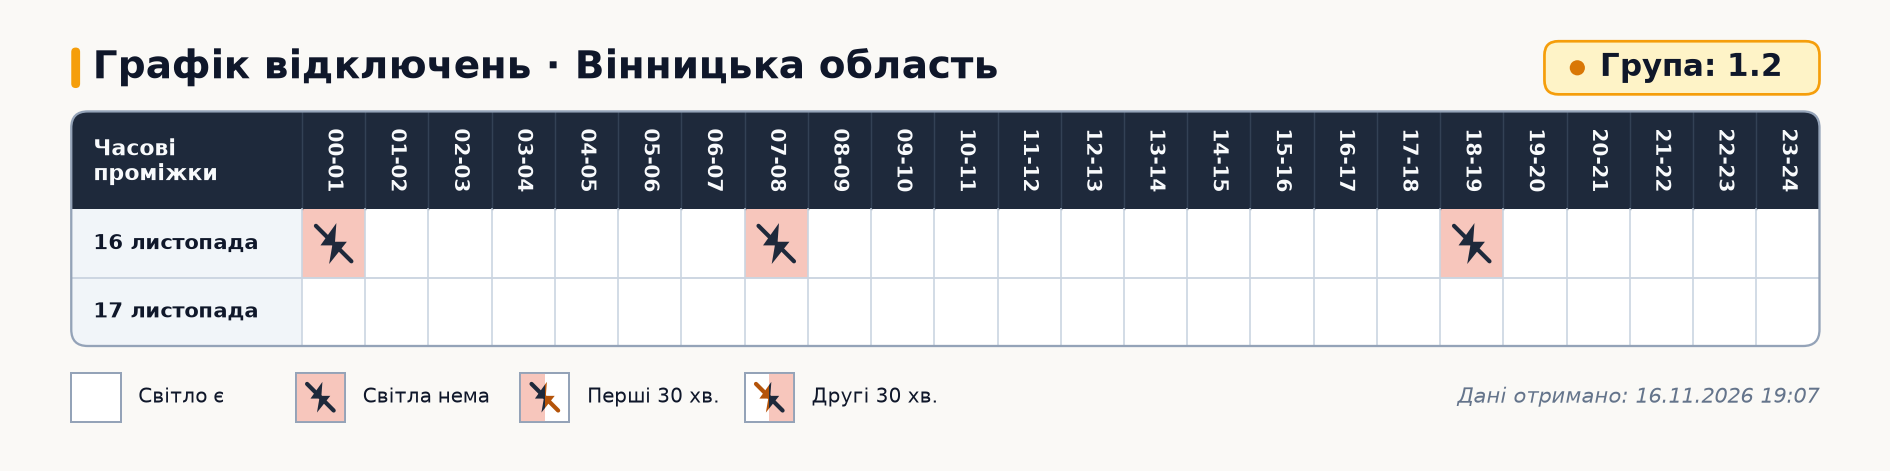 Графік відключень · Вінницька область
Група: 1.2
Часові
проміжки
00-01
01-02
02-03
03-04
04-05
05-06
06-07
07-08
08-09
09-10
10-11
11-12
12-13
13-14
14-15
15-16
16-17
17-18
18-19
19-20
20-21
21-22
22-23
23-24
16 листопада
17 листопада
Світло є
Світла нема
Перші 30 хв.
Другі 30 хв.
Дані отримано: 16.11.2026 19:07